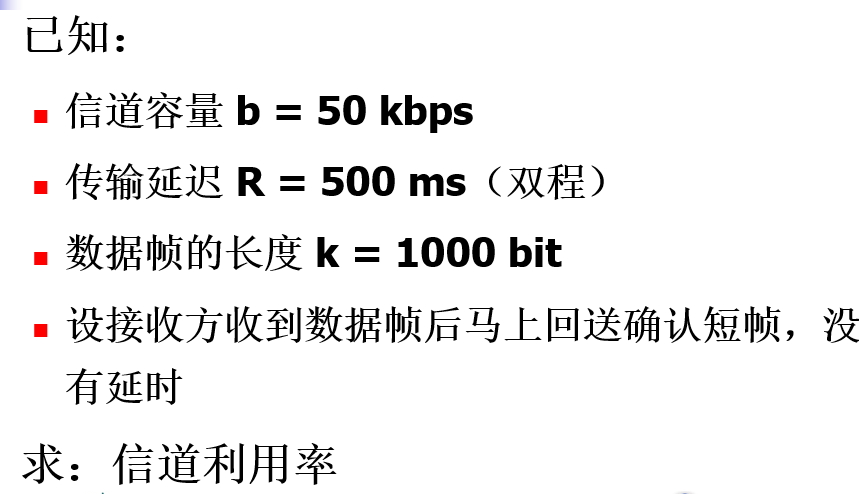 已知：
信道容量 b = 50 kbps
传输延迟 R = 500 ms（双程）
数据帧的长度 k = 1000 bit
设接收方收到数据帧后马上回送确认短帧，没
有延时
求：信道利用率